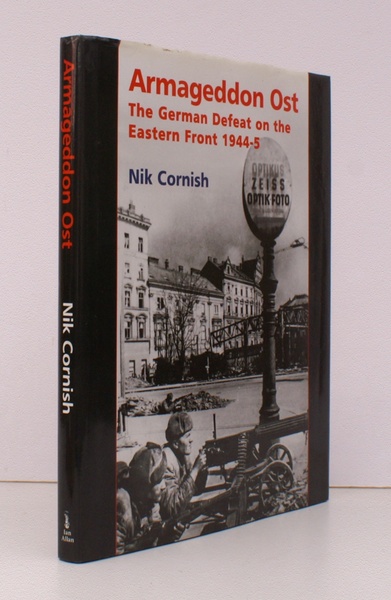 Armageddon Ost
The German Defeat on the
Eastern Front 1944-5
Nik Cornish
OPTIKUS
ZEISS
OPTIK-FOTO
Armageddon Ost
Nik Cornish
Ian
Allan